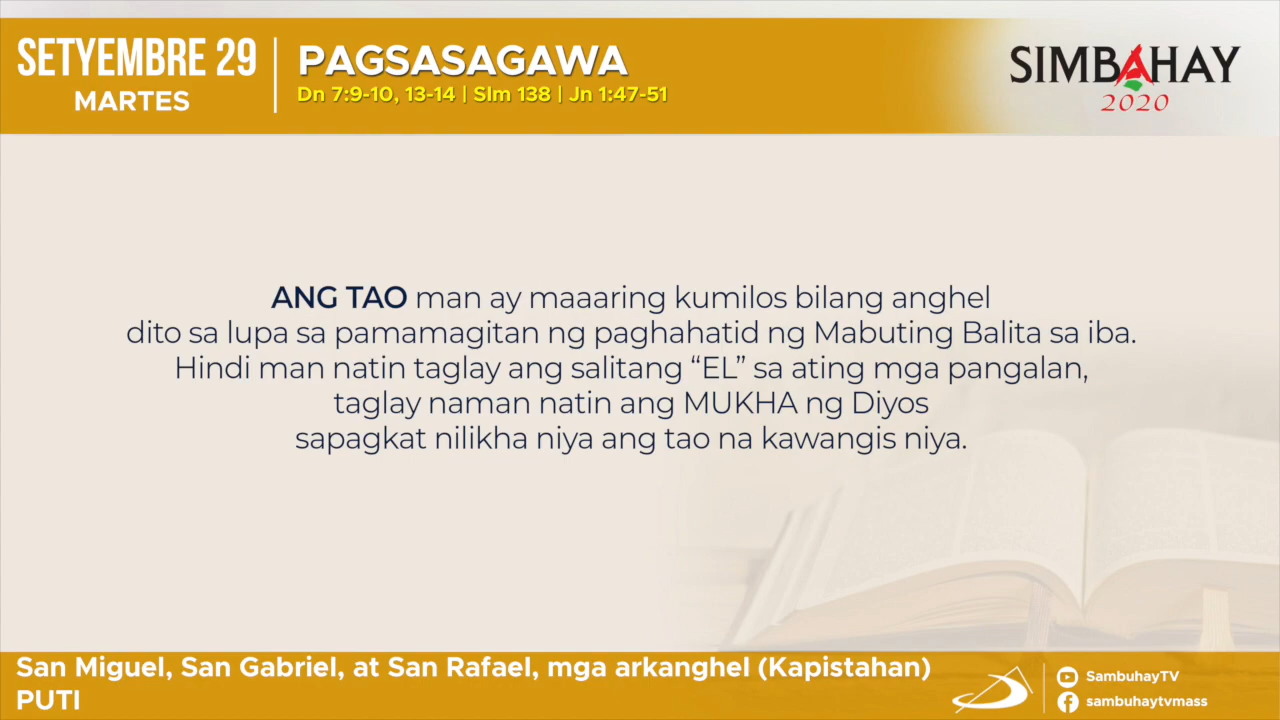 SETYEMBRE 29
MARTES
PAGSASAGAWA
Dn 7:9-10, 13-14 | Slm 138 | Jn 1:47-51
SIMBAHAY
2020
ANG TAO man ay maaaring kumilos bilang anghel
dito sa lupa sa pamamagitan ng paghahatid ng Mabuting Balita sa iba.
Hindi man natin taglay ang salitang “EL” sa ating mga pangalan,
taglay naman natin ang MUKHA ng Diyos
sapagkat nilikha niya ang tao na kawangis niya.
San Miguel, San Gabriel, at San Rafael, mga arkanghel (Kapistahan)
PUTI
SambuhayTV
sambuhaytvmass